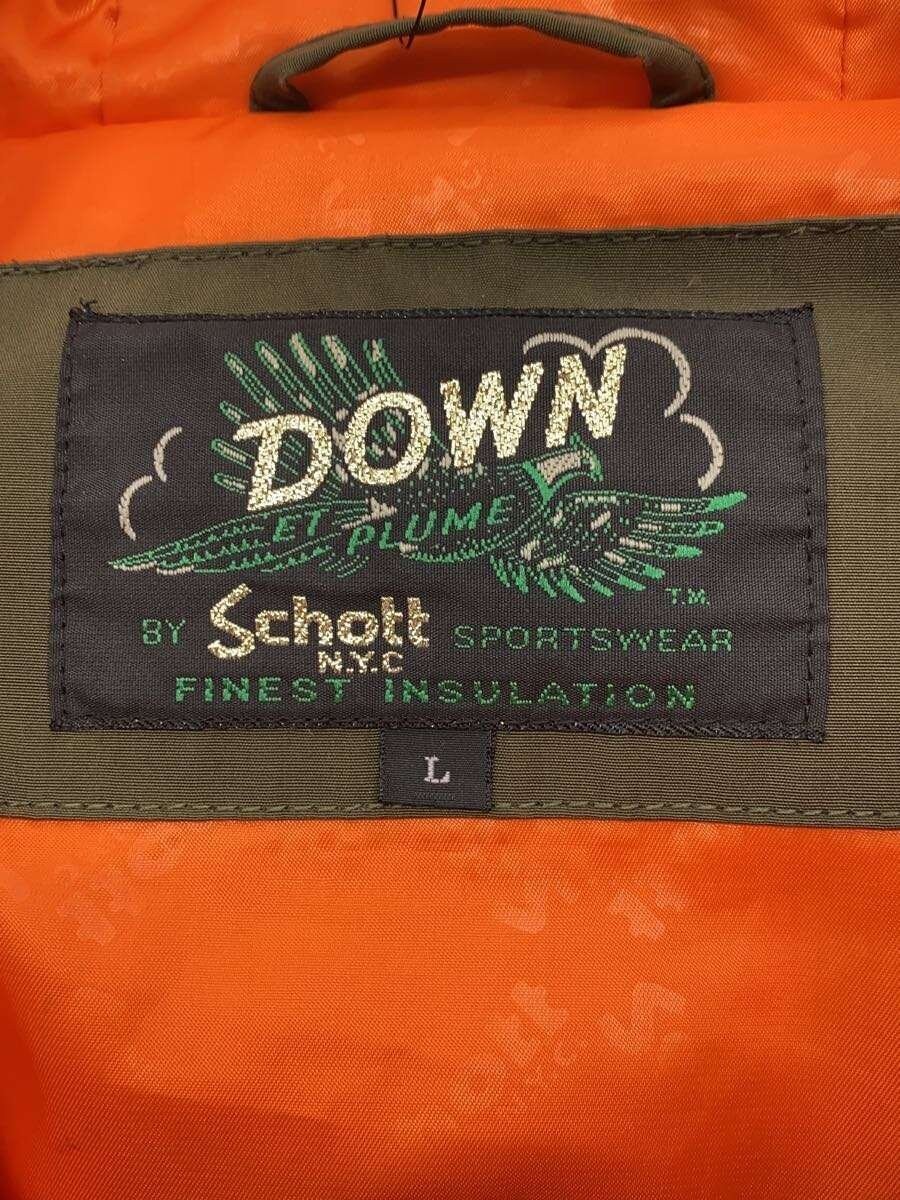 DOWN
ET PLUME
T.M.
BY Schott SPORTSWEAR
N.Y.C
FINEST INSULATION
L